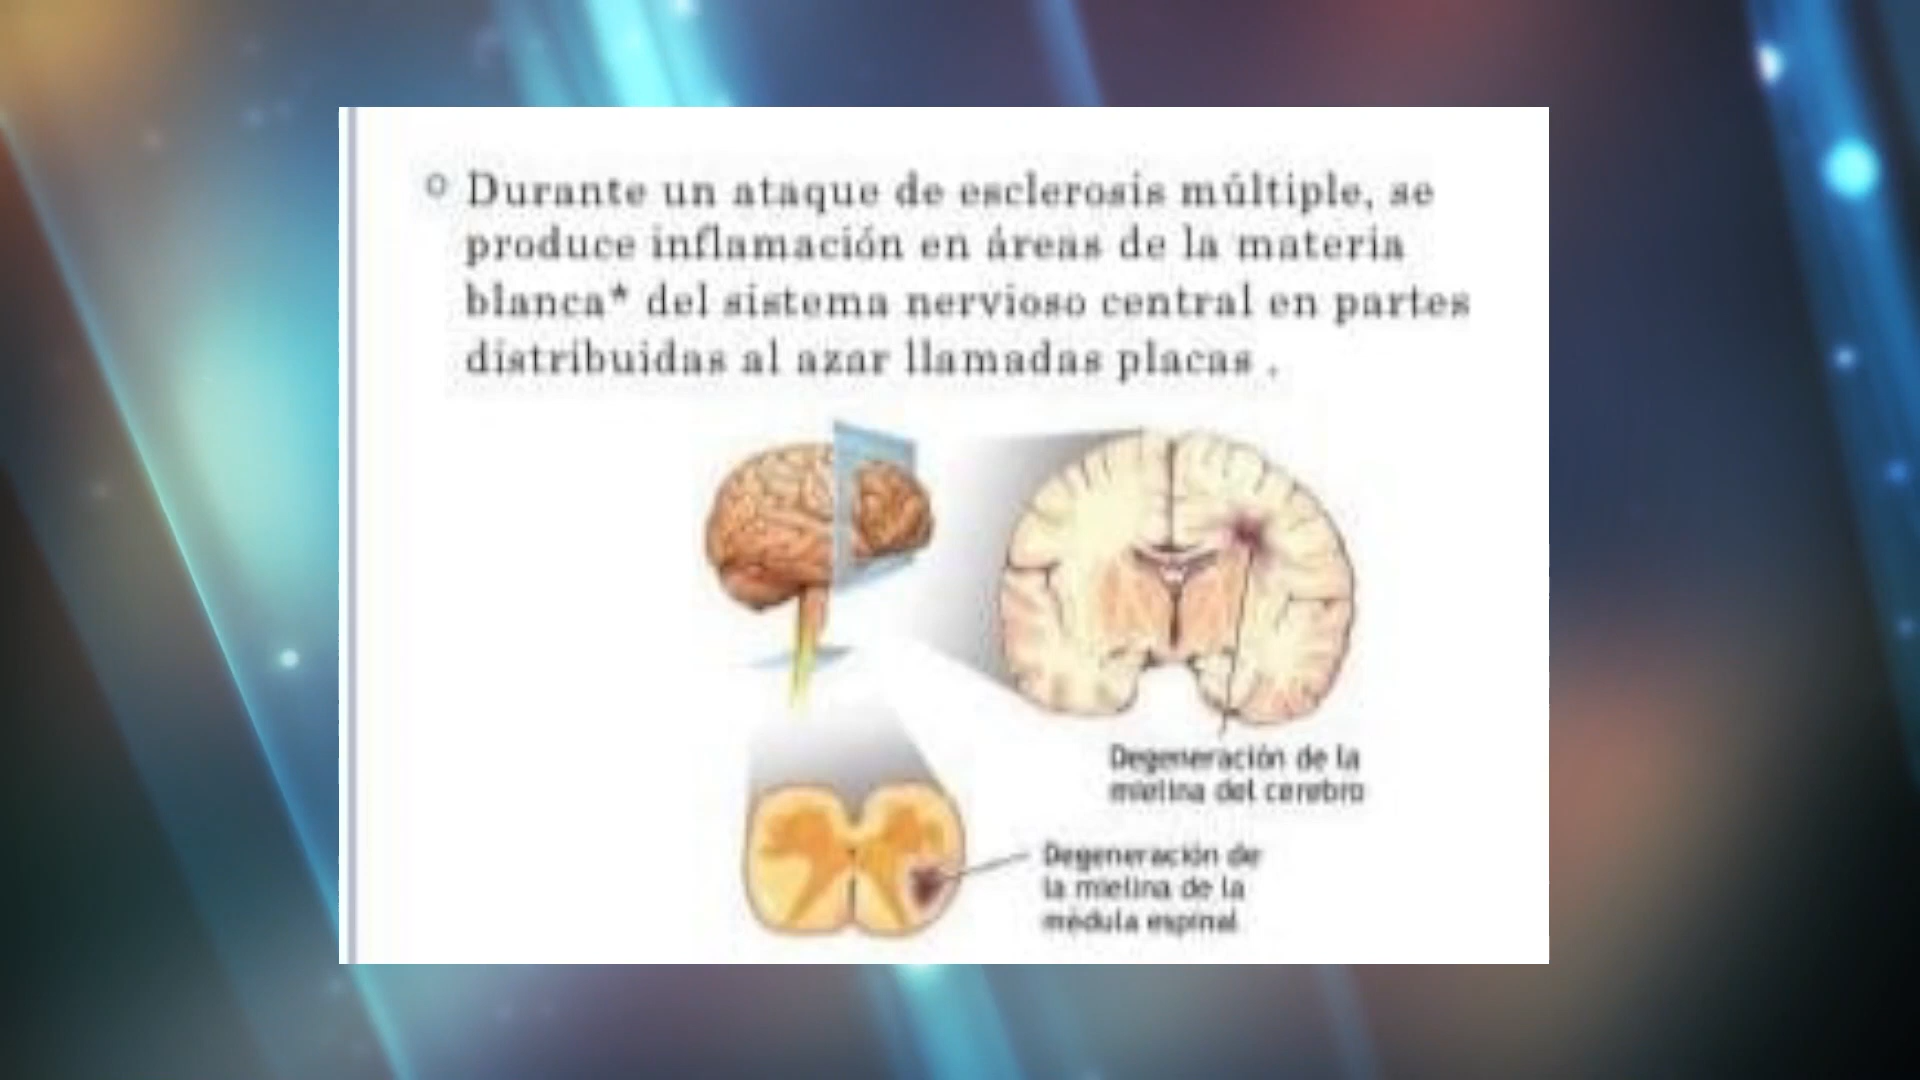 Durante un ataque de esclerosis múltiple, se
produce inflamación en áreas de la materia
blanca* del sistema nervioso central en partes
distribuidas al azar llamadas placas .
Degeneración de la
mielina del cerebro
Degeneración de
la mielina de la
médula espinal